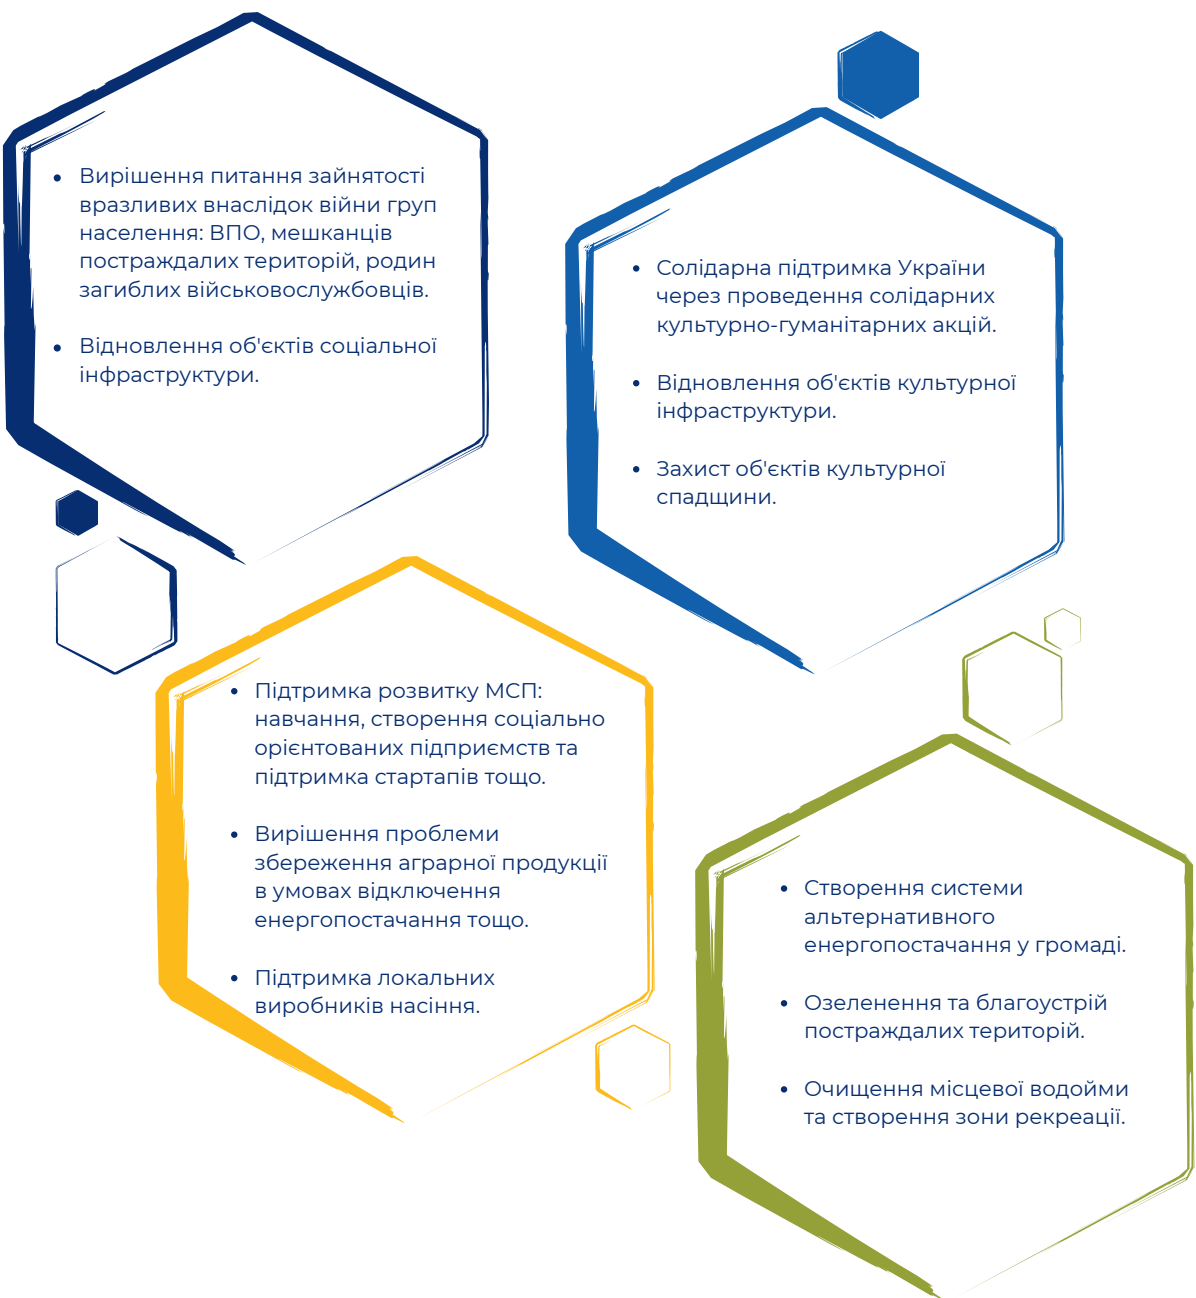 • Вирішення питання зайнятості
вразливих внаслідок війни груп
населення: ВПО, мешканців
постраждалих територій, родин
загиблих військовослужбовців.
• Відновлення об'єктів соціальної
інфраструктури.
• Солідарна підтримка України
через проведення солідарних
культурно-гуманітарних акцій.
• Відновлення об'єктів культурної
інфраструктури.
• Захист об'єктів культурної
спадщини.
• Підтримка розвитку МСП:
навчання, створення соціально
орієнтованих підприємств та
підтримка стартапів тощо.
• Вирішення проблеми
збереження аграрної продукції
в умовах відключення
енергопостачання тощо.
• Підтримка локальних
виробників насіння.
• Створення системи
альтернативного
енергопостачання у громаді.
• Озеленення та благоустрій
постраждалих територій.
• Очищення місцевої водойми
та створення зони рекреації.